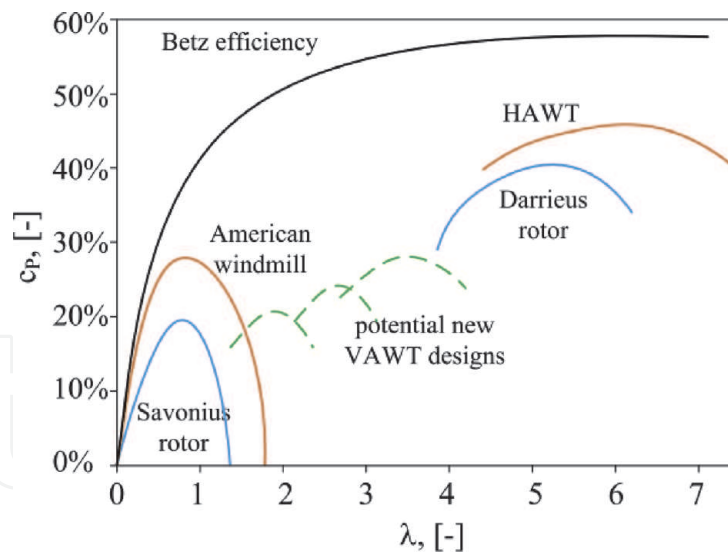 60%
50%
40%
30%
20%
10%
0%
cP, [-]
Betz efficiency
HAWT
Darrieus
rotor
American
windmill
potential new
VAWT designs
Savonius
rotor
0 1 2 3 4 5 6 7
λ, [-]